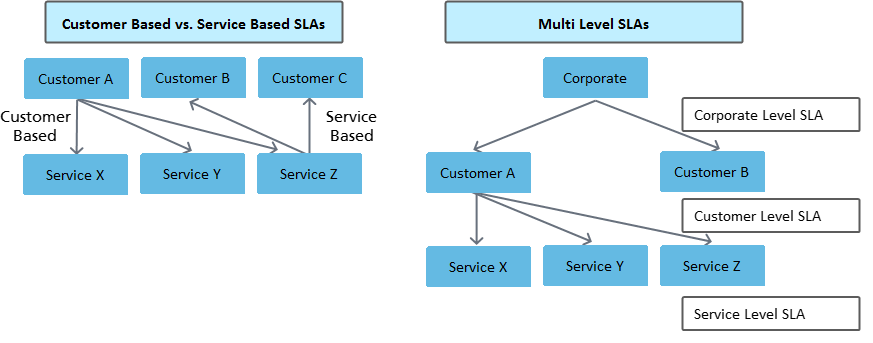 Customer Based vs. Service Based SLAs
Customer A
Customer B
Customer C
Customer
Based
Service
Based
Service X
Service Y
Service Z
Multi Level SLAs
Corporate
Corporate Level SLA
Customer A
Customer B
Customer Level SLA
Service X
Service Y
Service Z
Service Level SLA